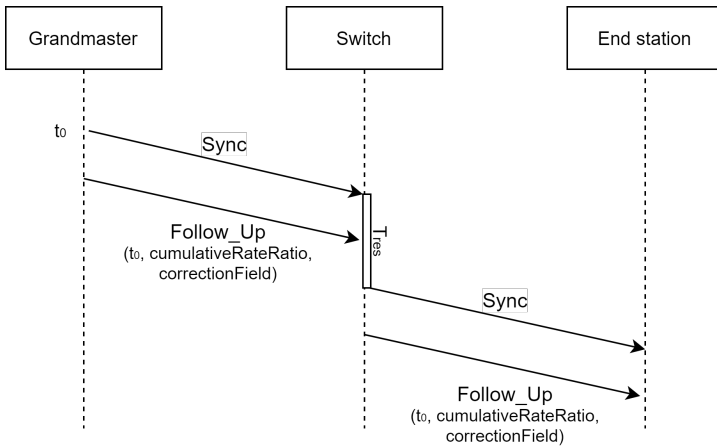 Grandmaster
Switch
End station
t₀
Sync
Follow_Up
(t₀, cumulativeRateRatio,
correctionField)
Tres
Sync
Follow_Up
(t₀, cumulativeRateRatio,
correctionField)